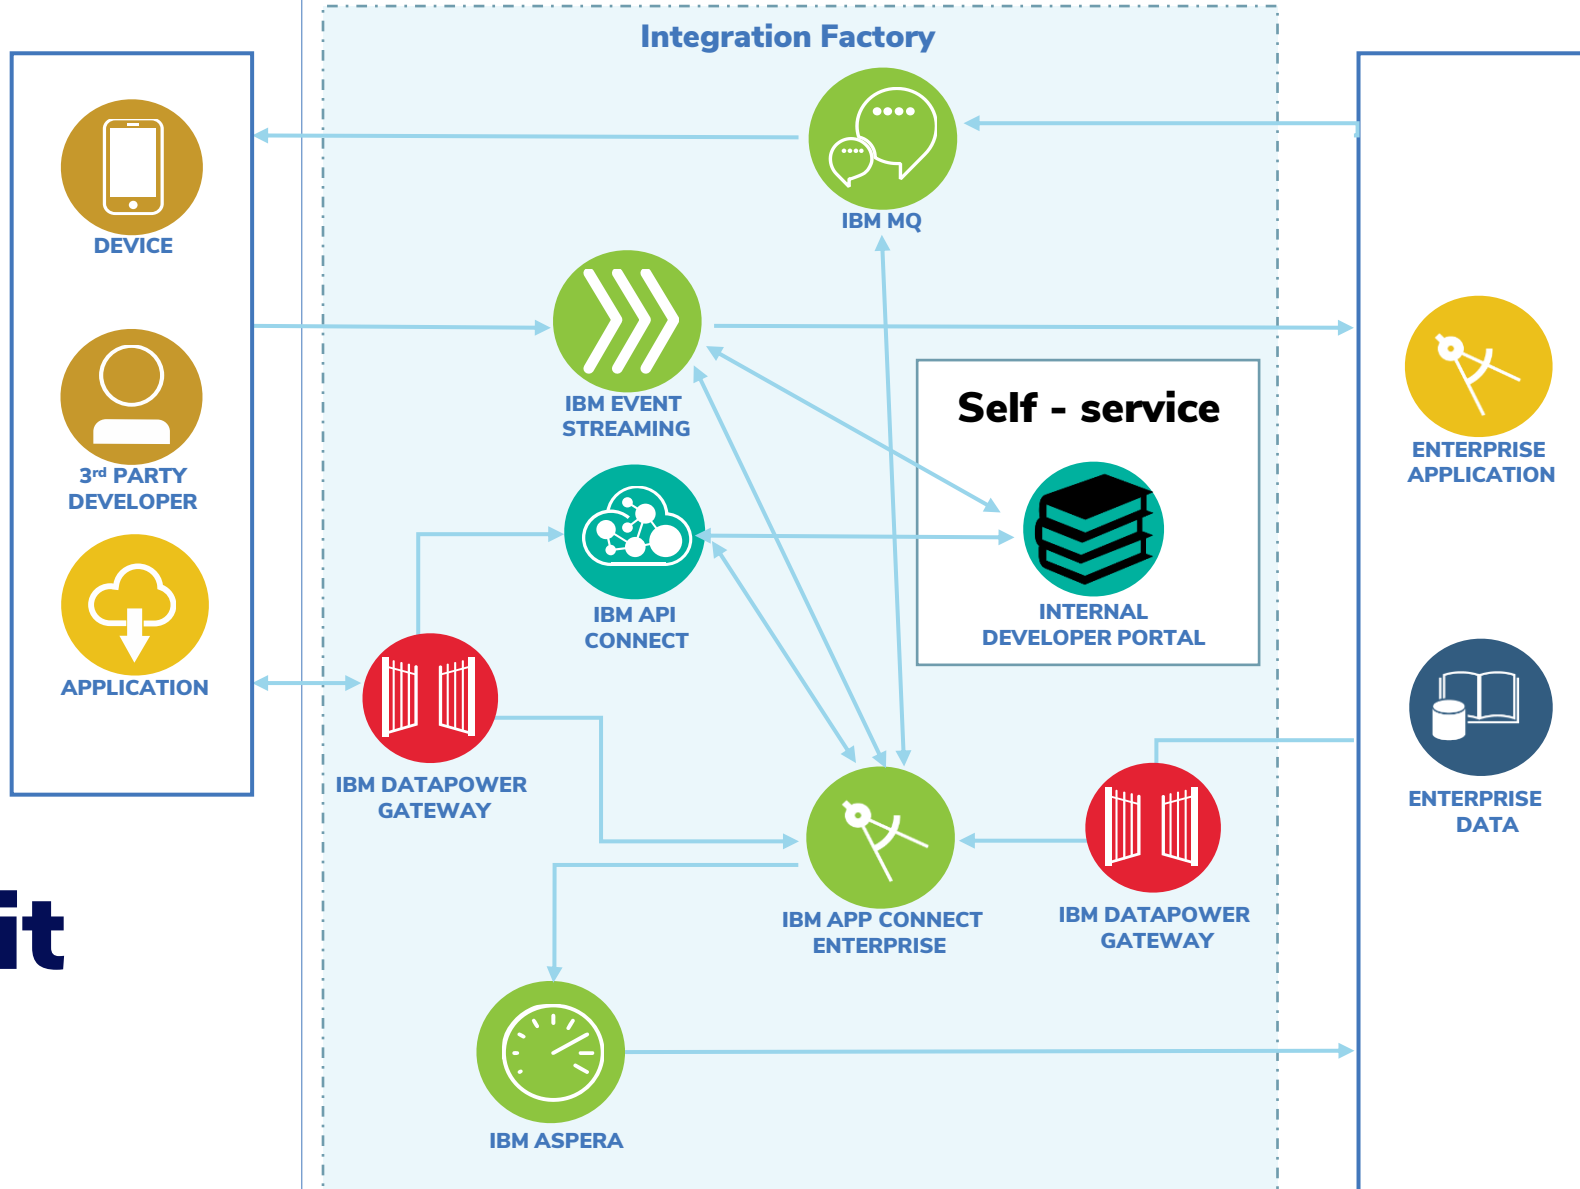 Integration Factory
DEVICE
3rd PARTY
DEVELOPER
APPLICATION
IBM MQ
IBM EVENT
STREAMING
IBM API
CONNECT
Self - service
INTERNAL
DEVELOPER PORTAL
IBM DATAPOWER
GATEWAY
IBM APP CONNECT
ENTERPRISE
IBM DATAPOWER
GATEWAY
IBM ASPERA
ENTERPRISE
APPLICATION
ENTERPRISE
DATA
it